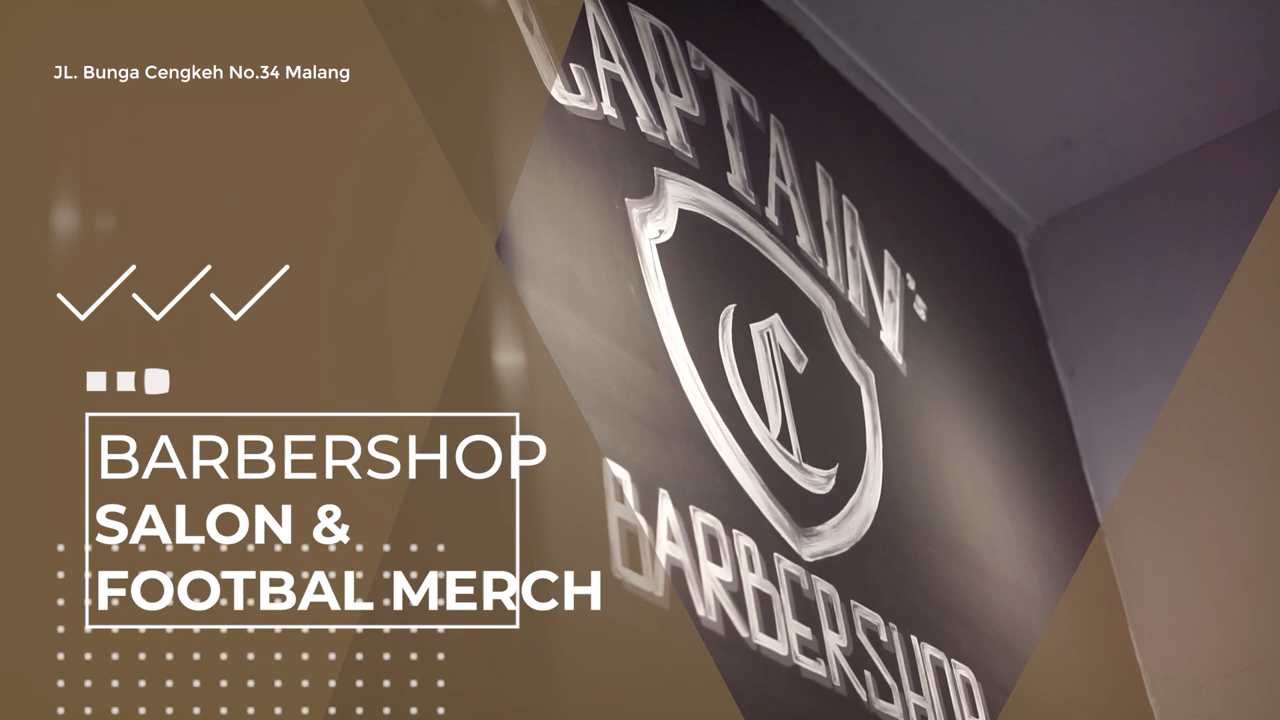 JL. Bunga Cengkeh No.34 Malang
CAPTAIN's
BARBERSHOP
BARBERSHOP
SALON &
FOOTBAL MERCH